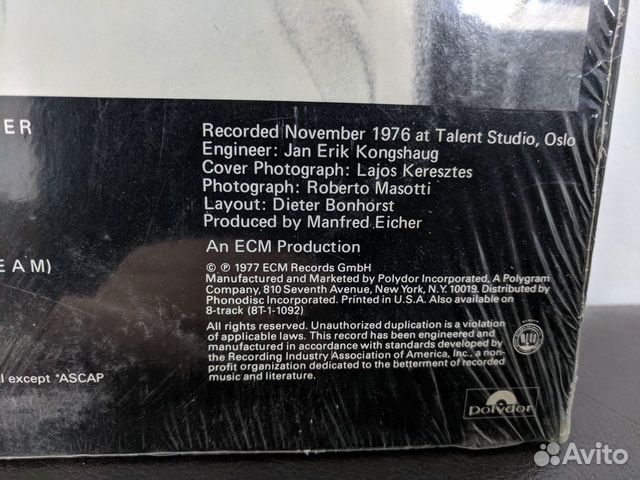 ER
Recorded November 1976 at Talent Studio, Oslo
Engineer: Jan Erik Kongshaug
Cover Photograph: Lajos Keresztes
Photograph: Roberto Masotti
Layout: Dieter Bonhorst
Produced by Manfred Eicher
An ECM Production
EAM)
© ℗ 1977 ECM Records GmbH
Manufactured and Marketed by Polydor Incorporated, A Polygram
Company, 810 Seventh Avenue, New York, N.Y. 10019. Distributed by
Phonodisc Incorporated. Printed in U.S.A. Also available on
8-track (8T-1-1092)
All rights reserved. Unauthorized duplication is a violation
of applicable laws. This record has been engineered and
manufactured in accordance with standards developed by
the Recording Industry Association of America, Inc., a non-
profit organization dedicated to the betterment of recorded
music and literature.
l except *ASCAP
polydor
Avito